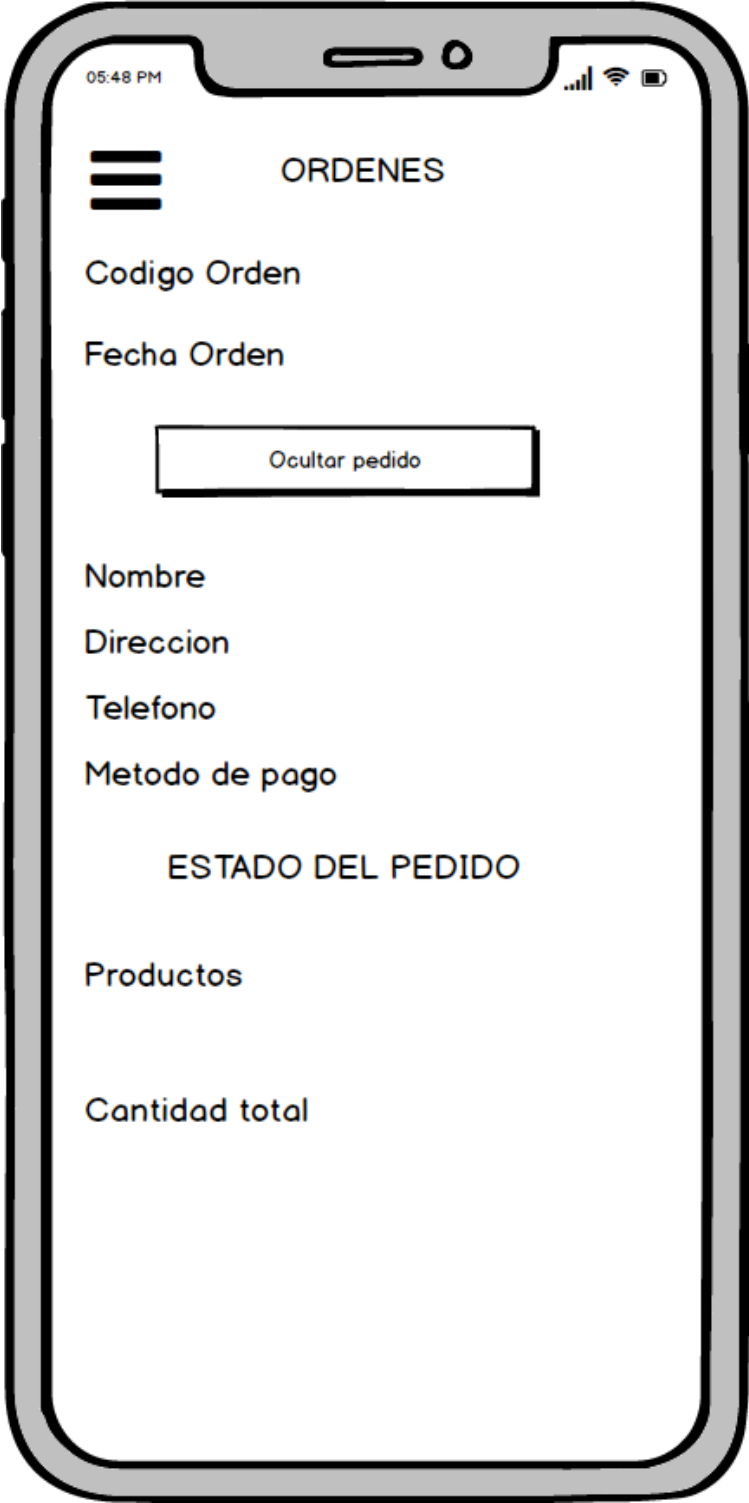 05:48 PM
ORDENES
Codigo Orden
Fecha Orden
Ocultar pedido
Nombre
Direccion
Telefono
Metodo de pago
ESTADO DEL PEDIDO
Productos
Cantidad total